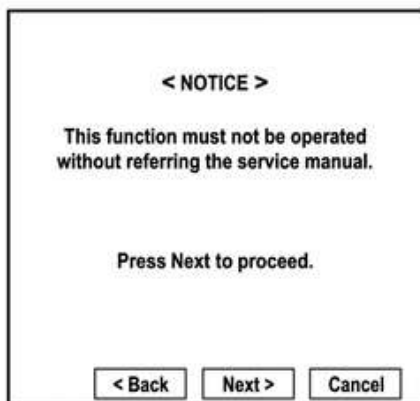 < NOTICE >
This function must not be operated
without referring the service manual.
Press Next to proceed.
< Back Next > Cancel